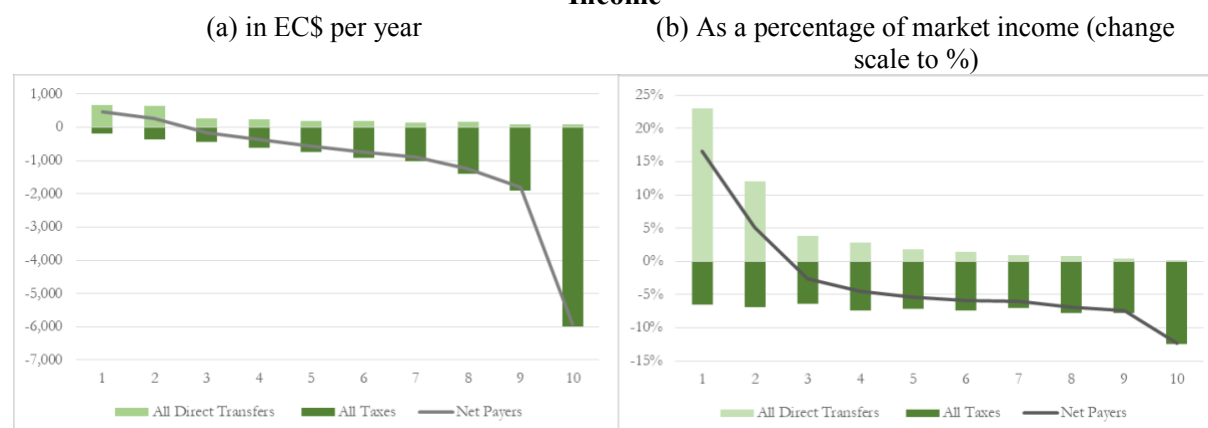 Income
(a) in EC$ per year
(b) As a percentage of market income (change
scale to %)
1,000
0
-1,000
-2,000
-3,000
-4,000
-5,000
-6,000
-7,000
1 2 3 4 5 6 7 8 9 10
All Direct Transfers All Taxes Net Payers
25%
20%
15%
10%
5%
0%
-5%
-10%
-15%
1 2 3 4 5 6 7 8 9 10
All Direct Transfers All Taxes Net Payers